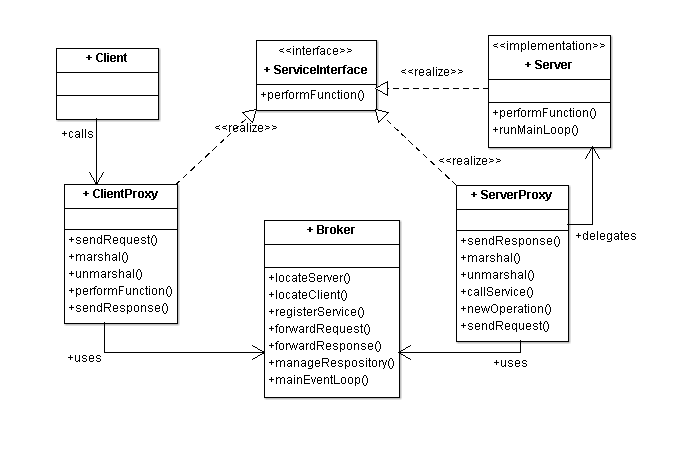 + Client
+calls
<<interface>>
+ ServiceInterface
+performFunction()
<<realize>>
<<implementation>>
+ Server
+performFunction()
+runMainLoop()
<<realize>>
<<realize>>
+ ClientProxy
+sendRequest()
+marshal()
+unmarshal()
+performFunction()
+sendResponse()
+uses
+ Broker
+locateServer()
+locateClient()
+registerService()
+forwardRequest()
+forwardResponse()
+manageRespository()
+mainEventLoop()
+ ServerProxy
+sendResponse()
+marshal()
+unmarshal()
+callService()
+newOperation()
+sendRequest()
+delegates
+uses